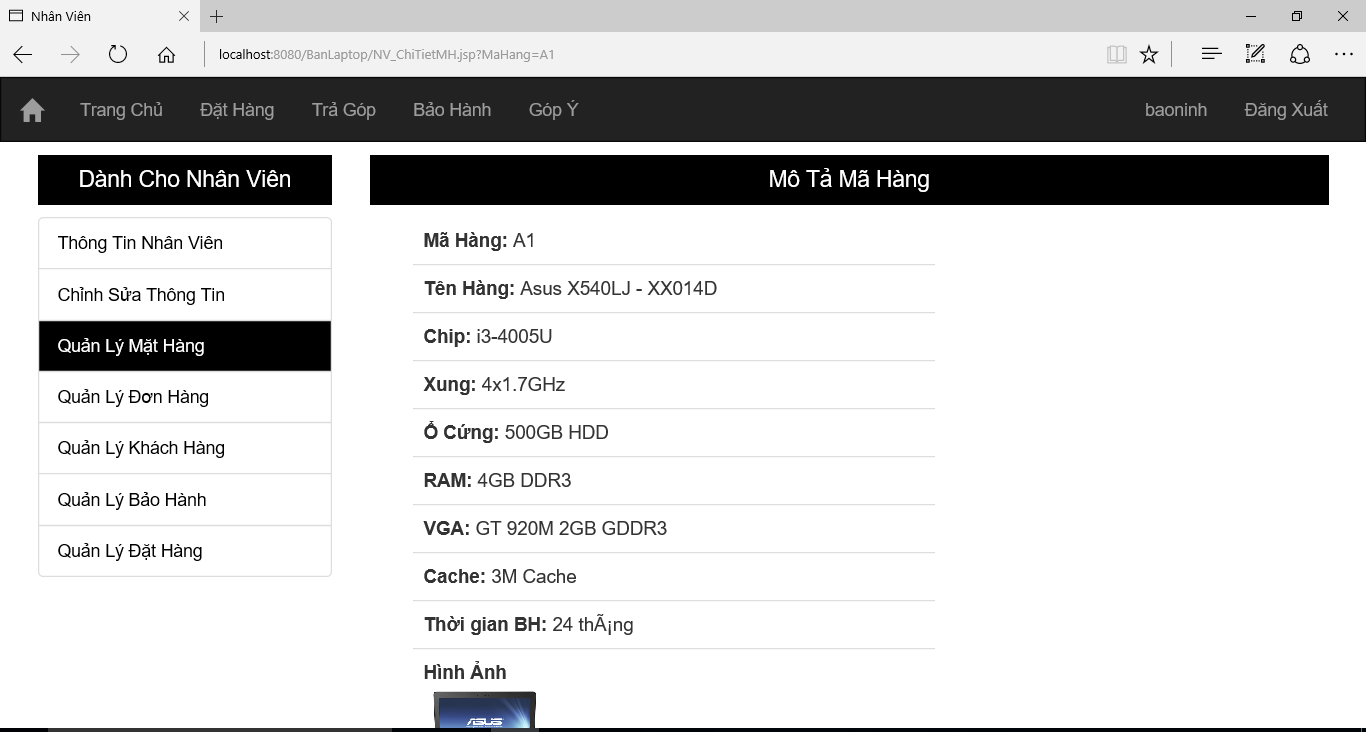 Nhân Viên
localhost:8080/BanLaptop/NV_ChiTietMH.jsp?MaHang=A1
Trang Chủ Đặt Hàng Trả Góp Bảo Hành Góp Ý baoninh Đăng Xuất
Dành Cho Nhân Viên
Thông Tin Nhân Viên
Chỉnh Sửa Thông Tin
Quản Lý Mặt Hàng
Quản Lý Đơn Hàng
Quản Lý Khách Hàng
Quản Lý Bảo Hành
Quản Lý Đặt Hàng
Mô Tả Mã Hàng
Mã Hàng: A1
Tên Hàng: Asus X540LJ - XX014D
Chip: i3-4005U
Xung: 4x1.7GHz
Ổ Cứng: 500GB HDD
RAM: 4GB DDR3
VGA: GT 920M 2GB GDDR3
Cache: 3M Cache
Thời gian BH: 24 thÃ¡ng
Hình Ảnh
ASUS